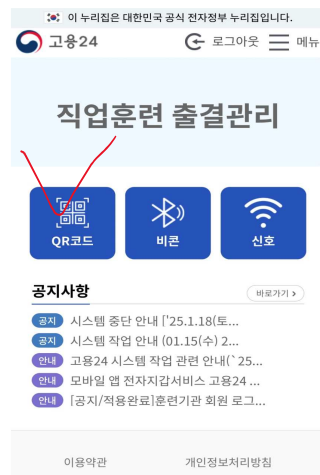 이 누리집은 대한민국 공식 전자정부 누리집입니다.
고용24 로그아웃 메뉴
직업훈련 출결관리
QR코드 비콘 신호
공지사항 바로가기 >
공지 시스템 중단 안내 ['25.1.18(토...
공지 시스템 작업 안내 (01.15(수) 2...
안내 고용24 시스템 작업 관련 안내(`25...
안내 모바일 앱 전자지갑서비스 고용24 ...
안내 [공지/적용완료]훈련기관 회원 로그...
이용약관 개인정보처리방침